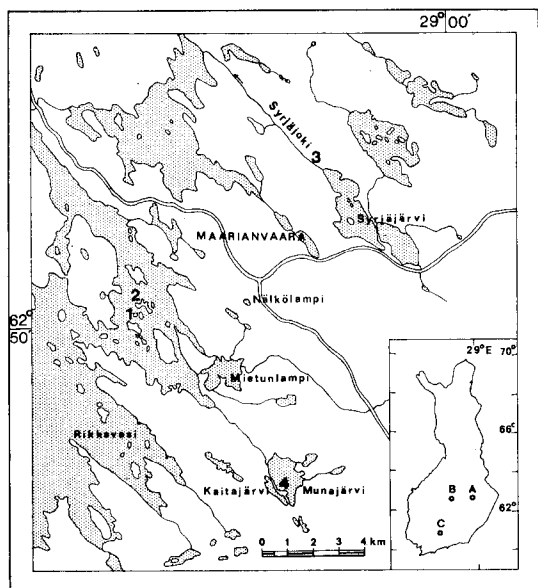 29° 00'
Syrjäjoki
3
Syrjäjärvi
MAARIANVAARA
2
1
Nälkölampi
62°
50'
Mietunlampi
Rikkavesi
4
Kaitajärvi
Munajärvi
0 1 2 3 4 km
29°E
70°
66°
62°
B
A
C